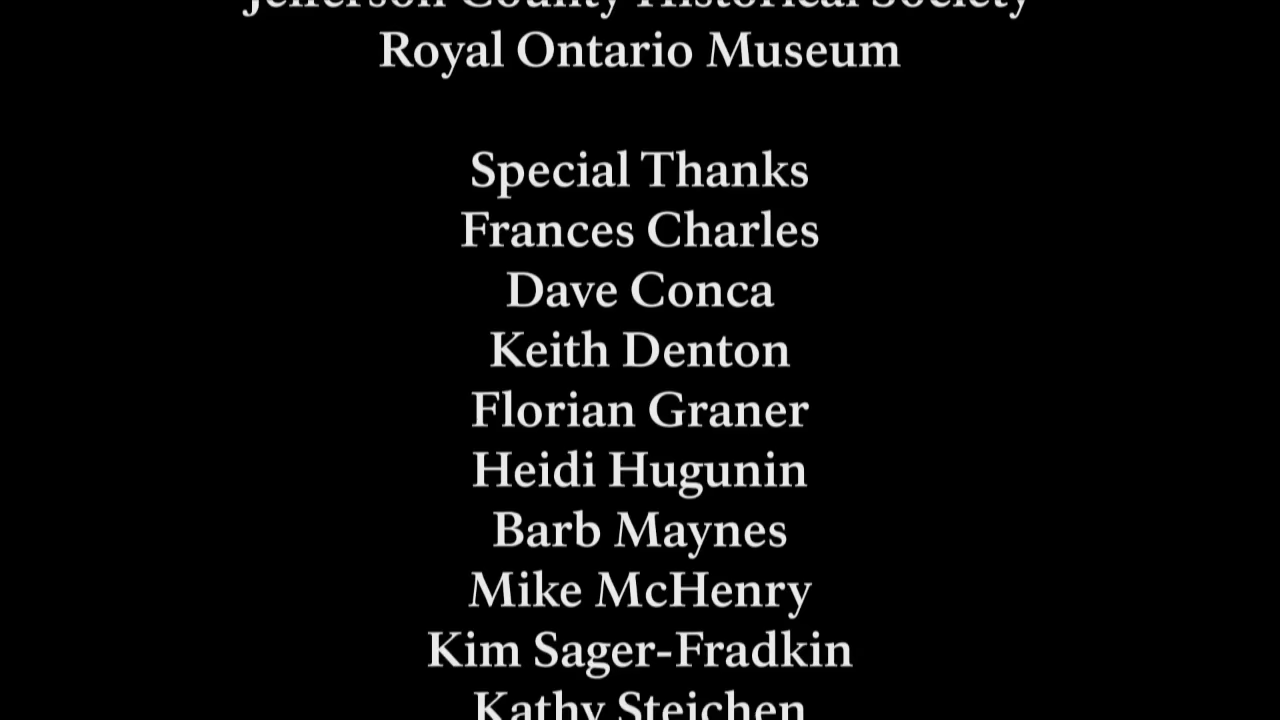 Jefferson County Historical Society
Royal Ontario Museum
Special Thanks
Frances Charles
Dave Conca
Keith Denton
Florian Graner
Heidi Hugunin
Barb Maynes
Mike McHenry
Kim Sager-Fradkin
Kathy Steichen